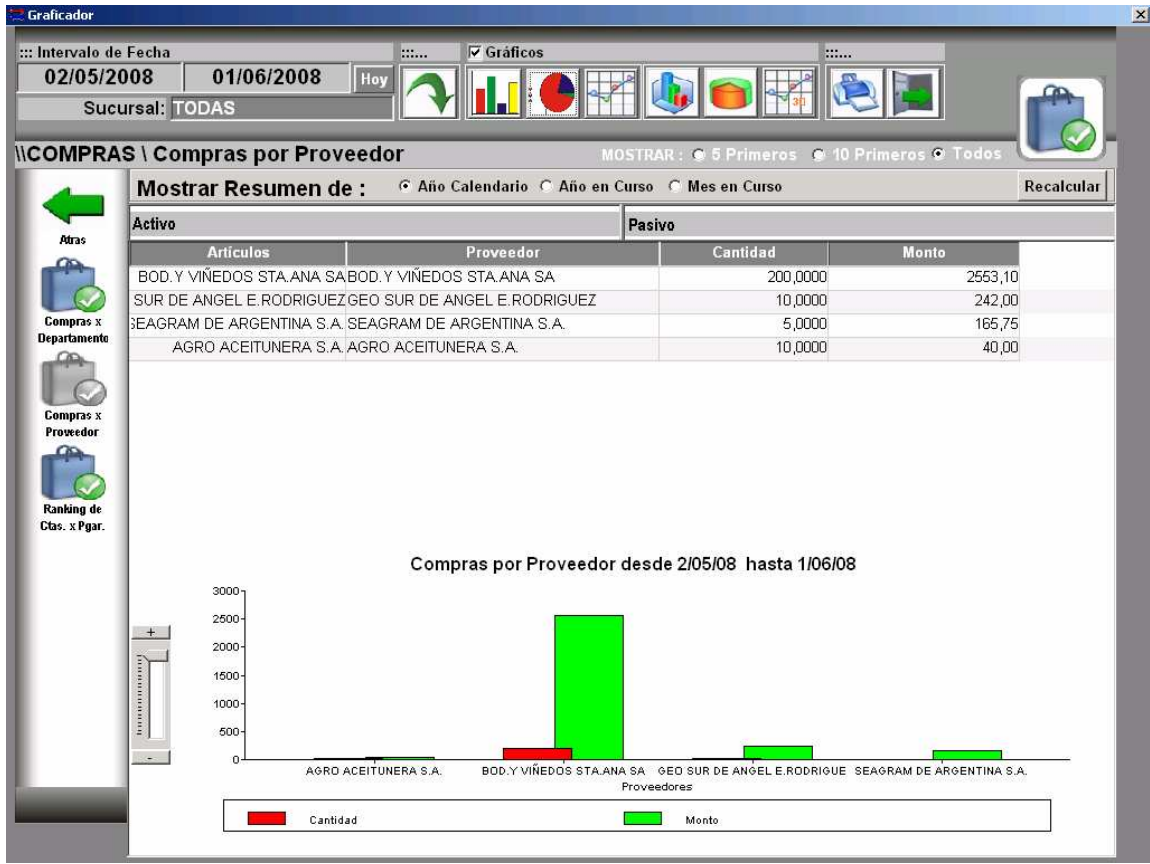 Graficador
::: Intervalo de Fecha :::... Gráficos :::...
02/05/2008 01/06/2008 Hoy
Sucursal: TODAS
\\COMPRAS \ Compras por Proveedor MOSTRAR : 5 Primeros 10 Primeros Todos
Mostrar Resumen de : Año Calendario Año en Curso Mes en Curso Recalcular
Atras
Activo Pasivo
Artículos Proveedor Cantidad Monto
BOD.Y VIÑEDOS STA.ANA SA BOD.Y VIÑEDOS STA.ANA SA 200,0000 2553,10
SUR DE ANGEL E.RODRIGUEZ GEO SUR DE ANGEL E.RODRIGUEZ 10,0000 242,00
SEAGRAM DE ARGENTINA S.A. SEAGRAM DE ARGENTINA S.A. 5,0000 165,75
AGRO ACEITUNERA S.A. AGRO ACEITUNERA S.A. 10,0000 40,00
Compras x
Departamento
Compras x
Proveedor
Ranking de
Ctas. x Pgar.
Compras por Proveedor desde 2/05/08 hasta 1/06/08
3000
2500
2000
1500
1000
500
0
+
-
AGRO ACEITUNERA S.A. BOD.Y VIÑEDOS STA.ANA SA GEO SUR DE ANGEL E.RODRIGUE SEAGRAM DE ARGENTINA S.A.
Proveedores
Cantidad Monto